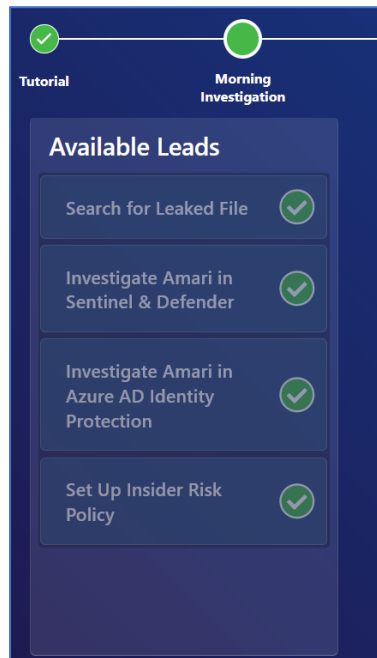 Tutorial
Morning
Investigation
Available Leads
Search for Leaked File
Investigate Amari in
Sentinel & Defender
Investigate Amari in
Azure AD Identity
Protection
Set Up Insider Risk
Policy